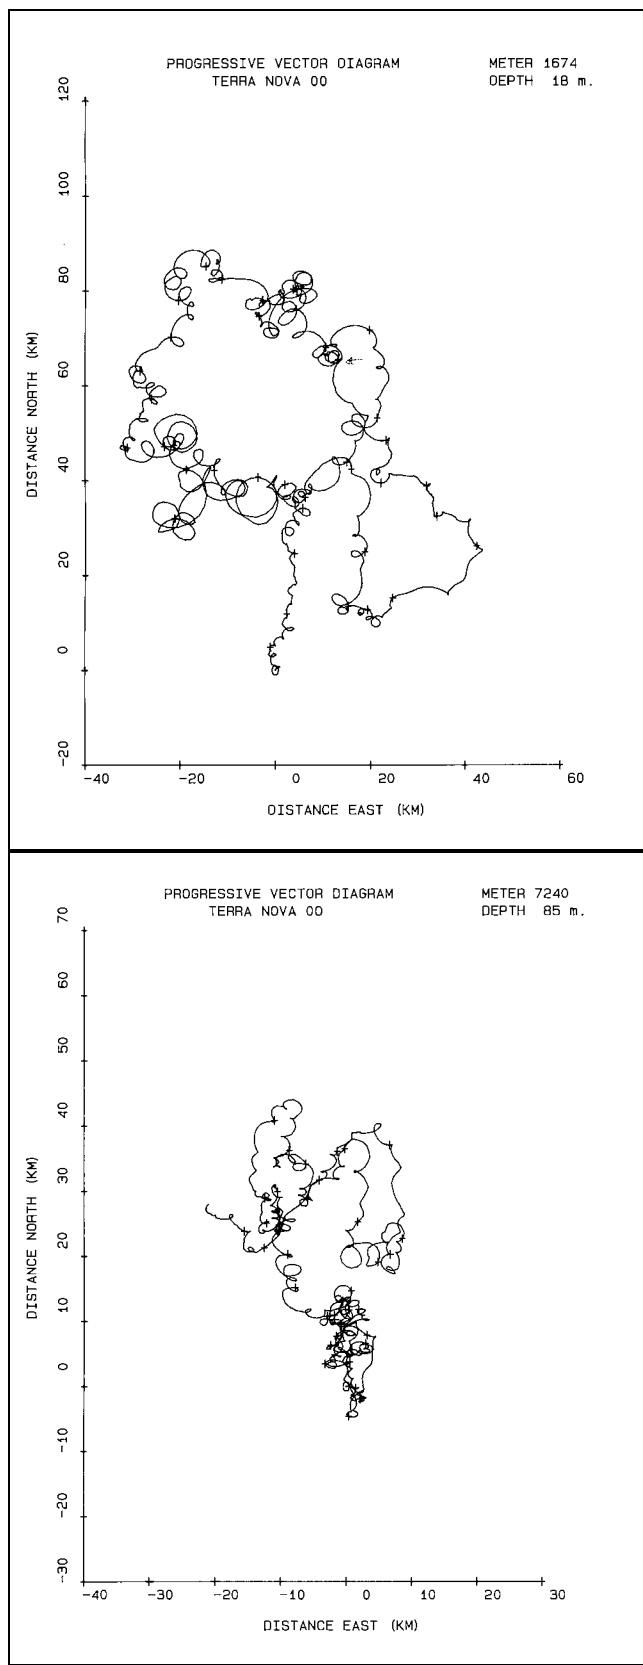 PROGRESSIVE VECTOR DIAGRAM METER 1674
TERRA NOVA 00 DEPTH 18 m.
120
100
80
60
40
20
0
-20
DISTANCE NORTH (KM)
-40 -20 0 20 40 60
DISTANCE EAST (KM)
PROGRESSIVE VECTOR DIAGRAM METER 7240
TERRA NOVA 00 DEPTH 85 m.
70
60
50
40
30
20
10
0
-10
-20
-30
DISTANCE NORTH (KM)
-40 -30 -20 -10 0 10 20 30
DISTANCE EAST (KM)